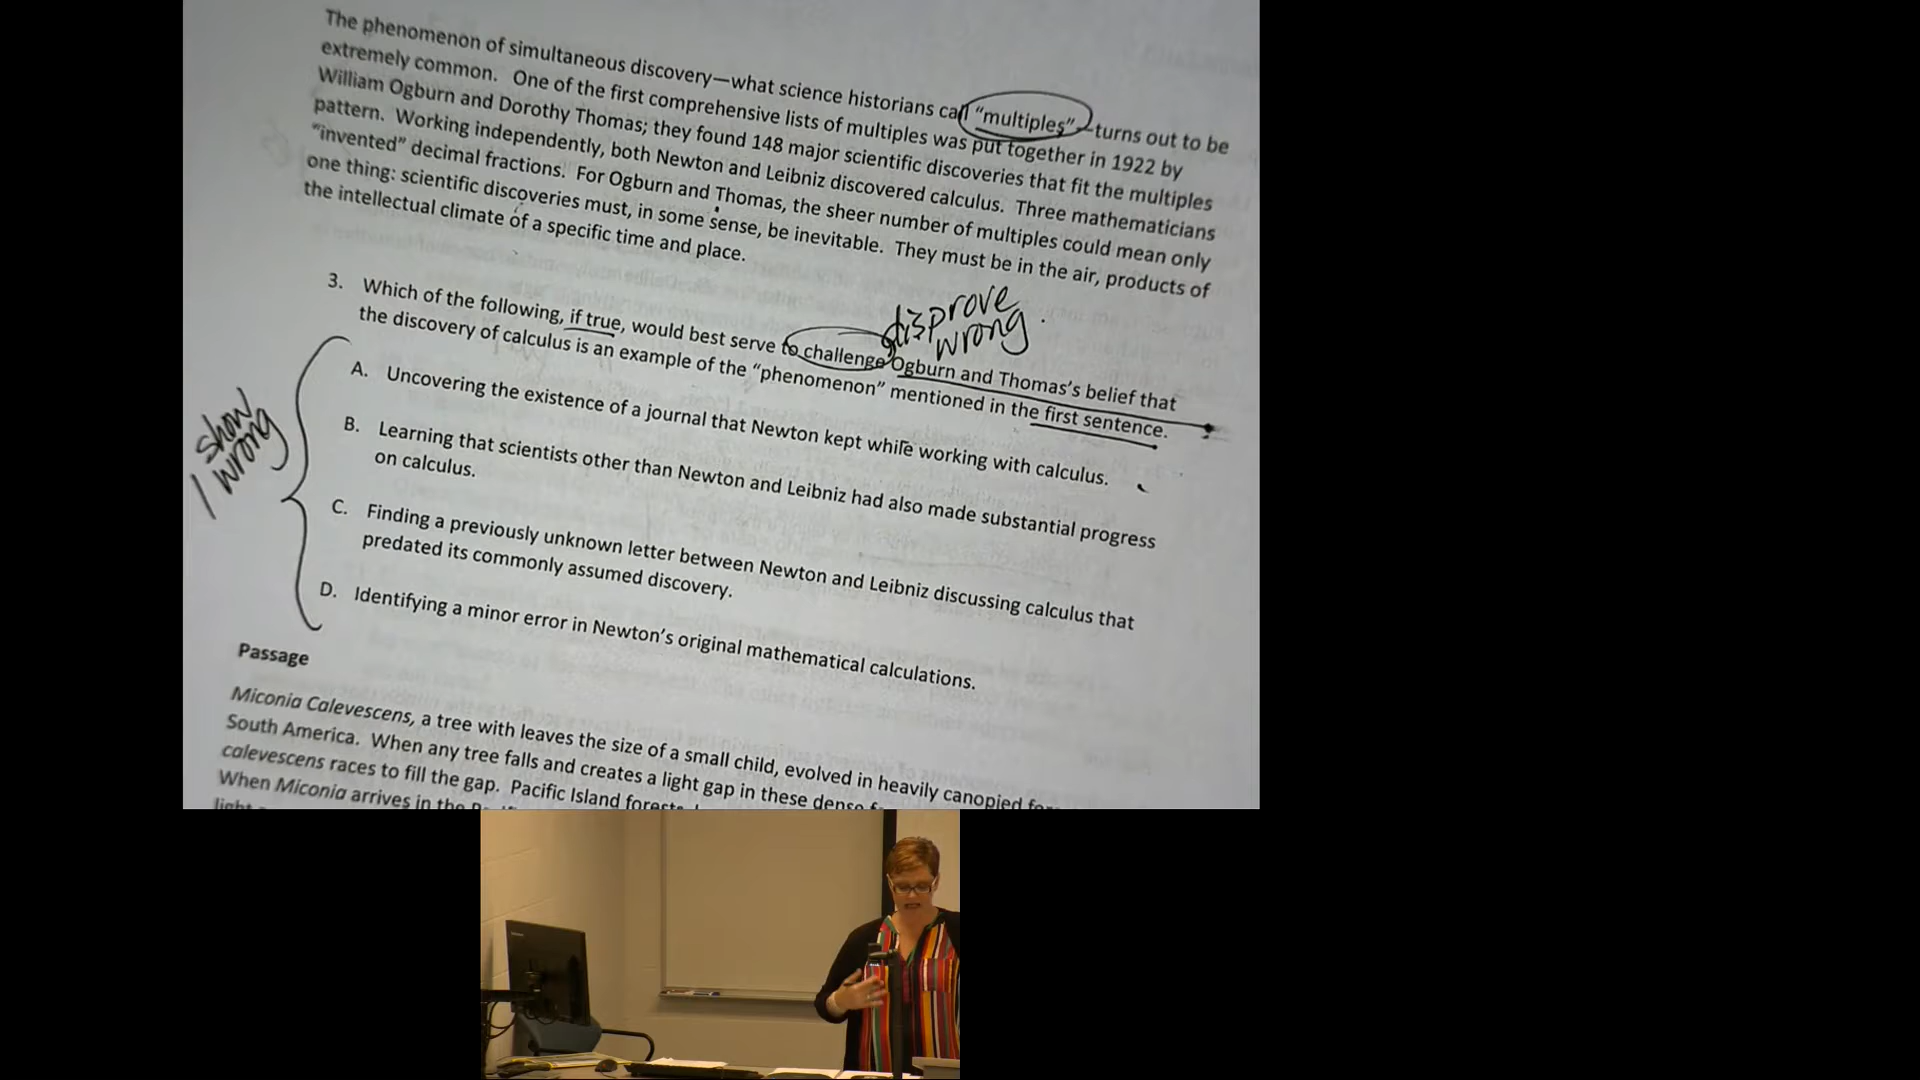 The phenomenon of simultaneous discovery—what science historians call "multiples"—turns out to be
extremely common. One of the first comprehensive lists of multiples was put together in 1922 by
William Ogburn and Dorothy Thomas; they found 148 major scientific discoveries that fit the multiples
pattern. Working independently, both Newton and Leibniz discovered calculus. Three mathematicians
"invented" decimal fractions. For Ogburn and Thomas, the sheer number of multiples could mean only
one thing: scientific discoveries must, in some sense, be inevitable. They must be in the air, products of
the intellectual climate of a specific time and place.
disprove
wrong
3. Which of the following, if true, would best serve to challenge Ogburn and Thomas's belief that
the discovery of calculus is an example of the "phenomenon" mentioned in the first sentence.
show
1 wrong
A. Uncovering the existence of a journal that Newton kept while working with calculus.
B. Learning that scientists other than Newton and Leibniz had also made substantial progress
on calculus.
C. Finding a previously unknown letter between Newton and Leibniz discussing calculus that
predated its commonly assumed discovery.
D. Identifying a minor error in Newton's original mathematical calculations.
Passage
Miconia Calevescens, a tree with leaves the size of a small child, evolved in heavily canopied
South America. When any tree falls and creates a light gap in these dense
calevescens races to fill the gap. Pacific Island forests
When Miconia arrives in the
light